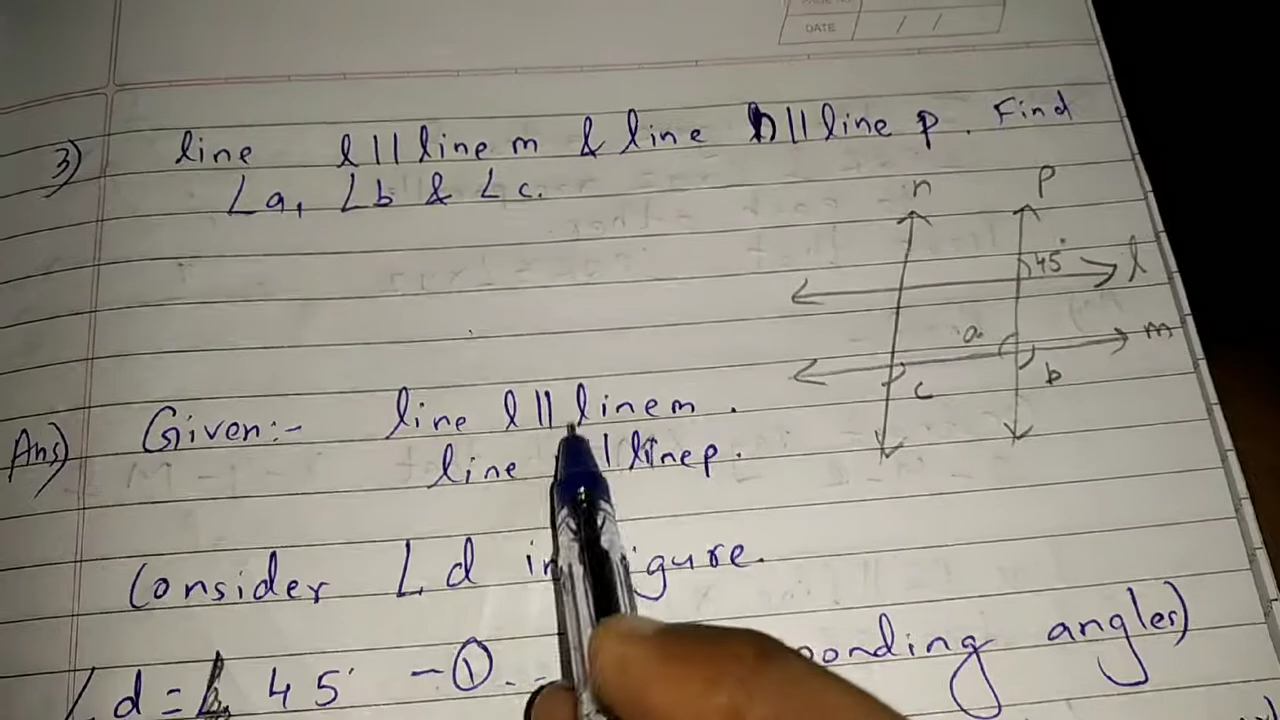 DATE / /
3) line l || line m & line n || line p. Find
∠a, ∠b & ∠c.
n p
45° l
a m
c b
Ans) Given:- line l || line m.
line || line p.
Consider ∠d in figure.
∠d = 45° -①.. angles)